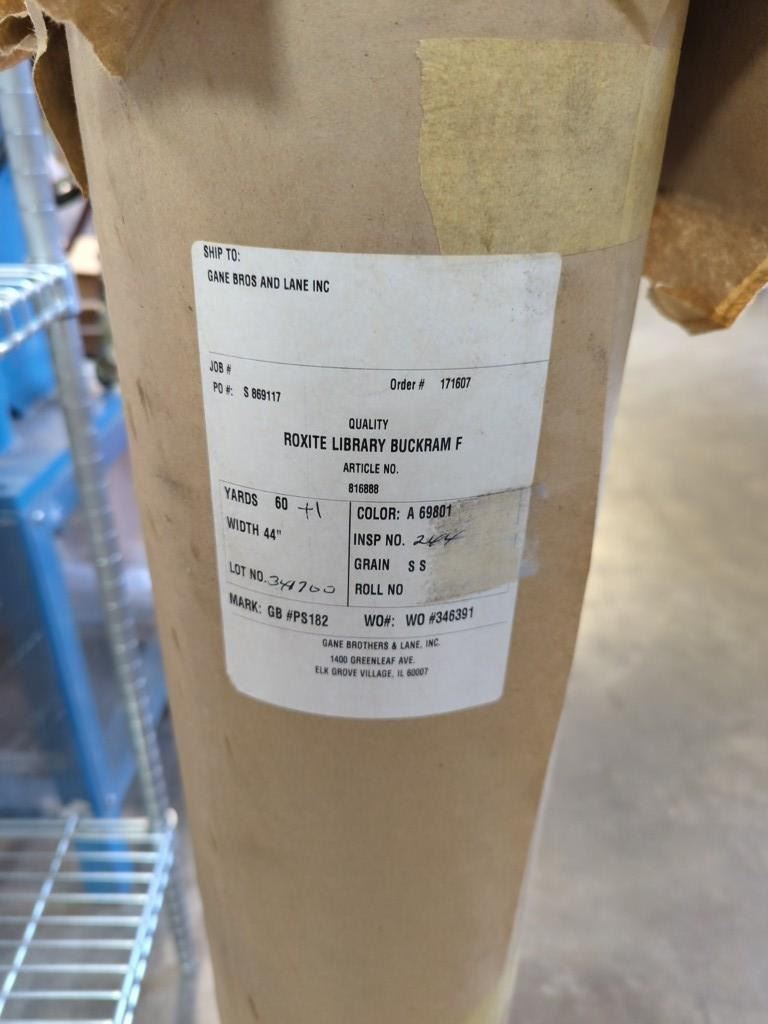 SHIP TO:
GANE BROS AND LANE INC
JOB #
PO #: S 869117 Order # 171607
QUALITY
ROXITE LIBRARY BUCKRAM F
ARTICLE NO.
816888
YARDS 60 +1 COLOR: A 69801
WIDTH 44" INSP NO. 244
LOT NO. 341700 GRAIN S S
ROLL NO
MARK: GB #PS182 WO#: WO #346391
GANE BROTHERS & LANE, INC.
1400 GREENLEAF AVE.
ELK GROVE VILLAGE, IL 60007